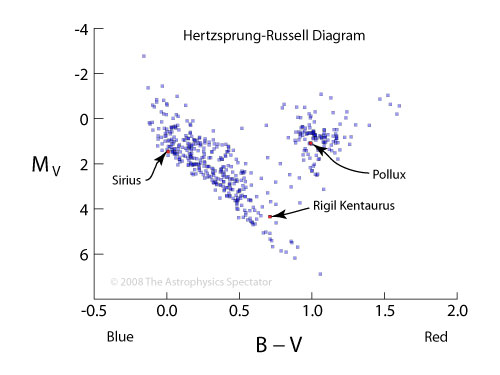 Hertzsprung-Russell Diagram
-4
-2
0
2
4
6
M V
Sirius
Pollux
Rigil Kentaurus
© 2008 The Astrophysics Spectator
-0.5 0.0 0.5 1.0 1.5 2.0
Blue B – V Red